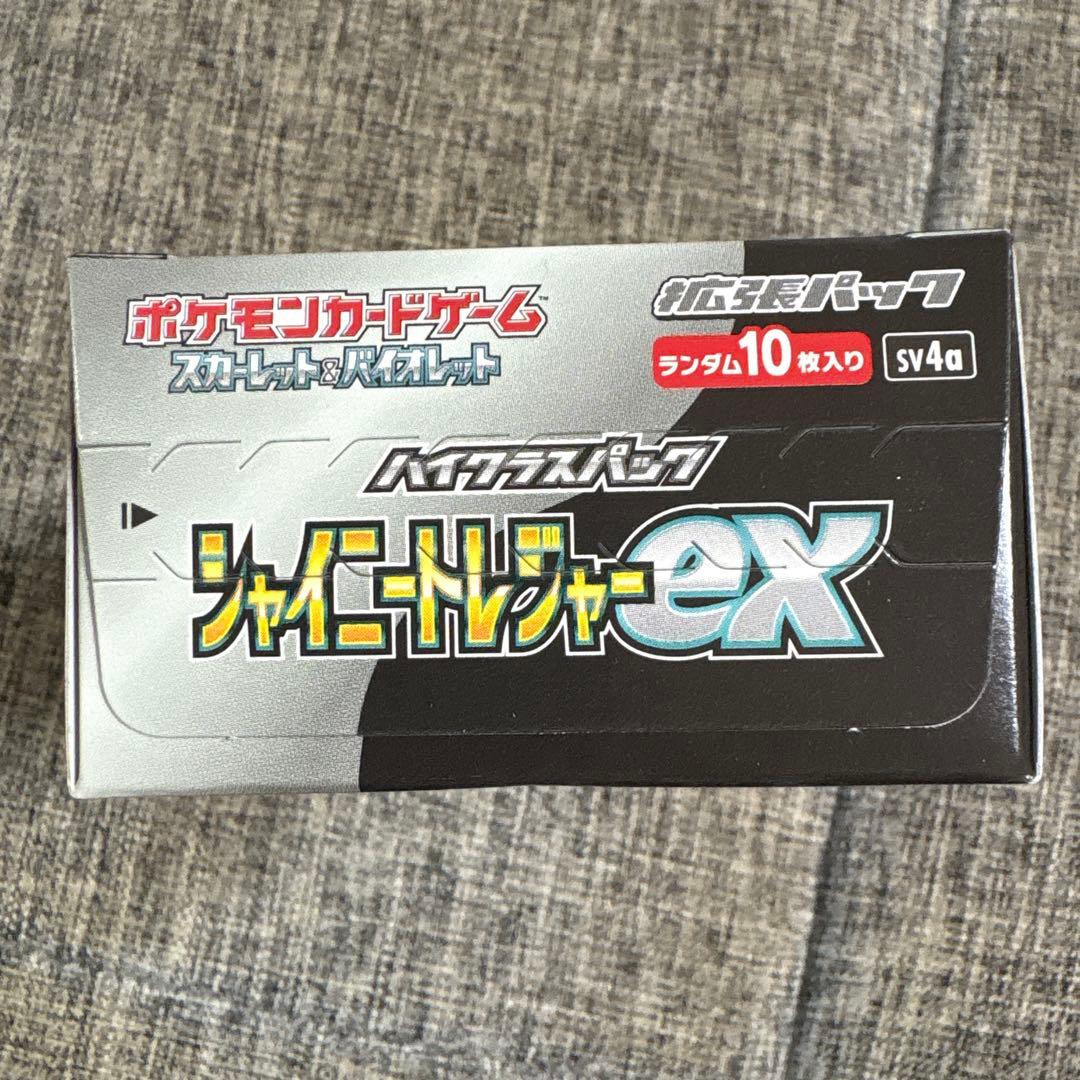 ポケモンカードゲーム™
スカーレット&バイオレット
拡張パック
ランダム10枚入り
sv4a
ハイクラスパック
シャイニートレジャーex